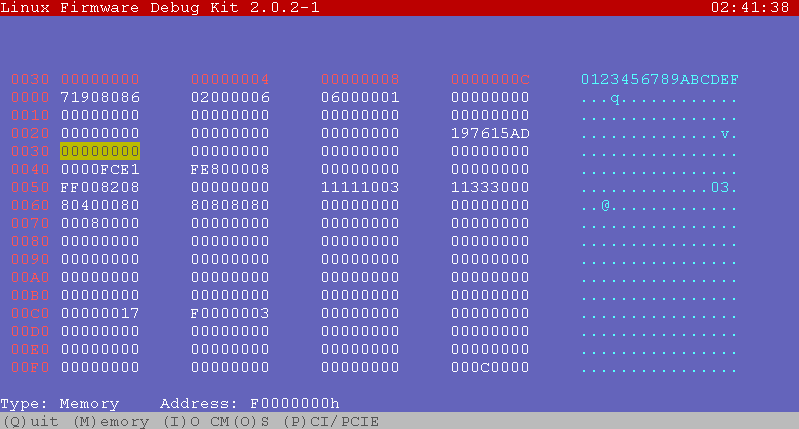 Linux Firmware Debug Kit 2.0.2-1 02:41:38
0030 00000000 00000004 00000008 0000000C 0123456789ABCDEF
0000 71908086 02000006 06000001 00000000 ...q............
0010 00000000 00000000 00000000 00000000 ................
0020 00000000 00000000 00000000 197615AD ..............v.
0030 00000000 00000000 00000000 00000000 ................
0040 0000FCE1 FE800008 00000000 00000000 ................
0050 FF008208 00000000 11111003 11333000 .............03.
0060 80400080 80808080 00000000 00000000 ..@.............
0070 00080000 00000000 00000000 00000000 ................
0080 00000000 00000000 00000000 00000000 ................
0090 00000000 00000000 00000000 00000000 ................
00A0 00000000 00000000 00000000 00000000 ................
00B0 00000000 00000000 00000000 00000000 ................
00C0 00000017 F0000003 00000000 00000000 ................
00D0 00000000 00000000 00000000 00000000 ................
00E0 00000000 00000000 00000000 00000000 ................
00F0 00000000 00000000 00000000 000C0000 ................
Type: Memory Address: F0000000h
(Q)uit (M)emory (I)O CM(O)S (P)CI/PCIE